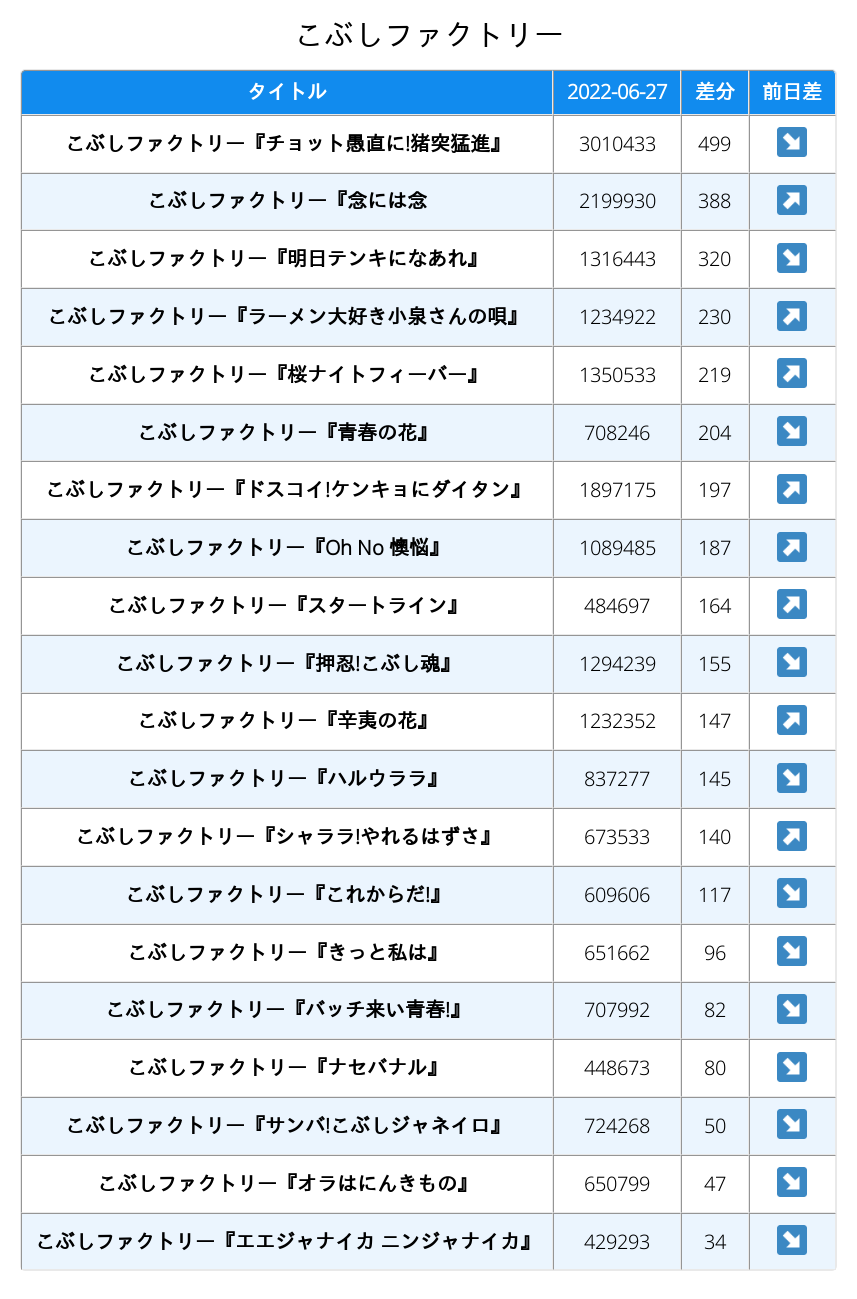 こぶしファクトリー
タイトル 2022-06-27 差分 前日差
こぶしファクトリー『チョット愚直に!猪突猛進』 3010433 499 ↘
こぶしファクトリー『念には念 2199930 388 ↗
こぶしファクトリー『明日テンキになあれ』 1316443 320 ↘
こぶしファクトリー『ラーメン大好き小泉さんの唄』 1234922 230 ↗
こぶしファクトリー『桜ナイトフィーバー』 1350533 219 ↗
こぶしファクトリー『青春の花』 708246 204 ↘
こぶしファクトリー『ドスコイ!ケンキョにダイタン』 1897175 197 ↗
こぶしファクトリー『Oh No 懊悩』 1089485 187 ↗
こぶしファクトリー『スタートライン』 484697 164 ↗
こぶしファクトリー『押忍!こぶし魂』 1294239 155 ↘
こぶしファクトリー『辛夷の花』 1232352 147 ↗
こぶしファクトリー『ハルウララ』 837277 145 ↘
こぶしファクトリー『シャララ!やれるはずさ』 673533 140 ↗
こぶしファクトリー『これからだ!』 609606 117 ↘
こぶしファクトリー『きっと私は』 651662 96 ↘
こぶしファクトリー『バッチ来い青春!』 707992 82 ↘
こぶしファクトリー『ナセバナル』 448673 80 ↘
こぶしファクトリー『サンバ!こぶしジャネイロ』 724268 50 ↘
こぶしファクトリー『オラはにんきもの』 650799 47 ↘
こぶしファクトリー『エエジャナイカ ニンジャナイカ』 429293 34 ↘